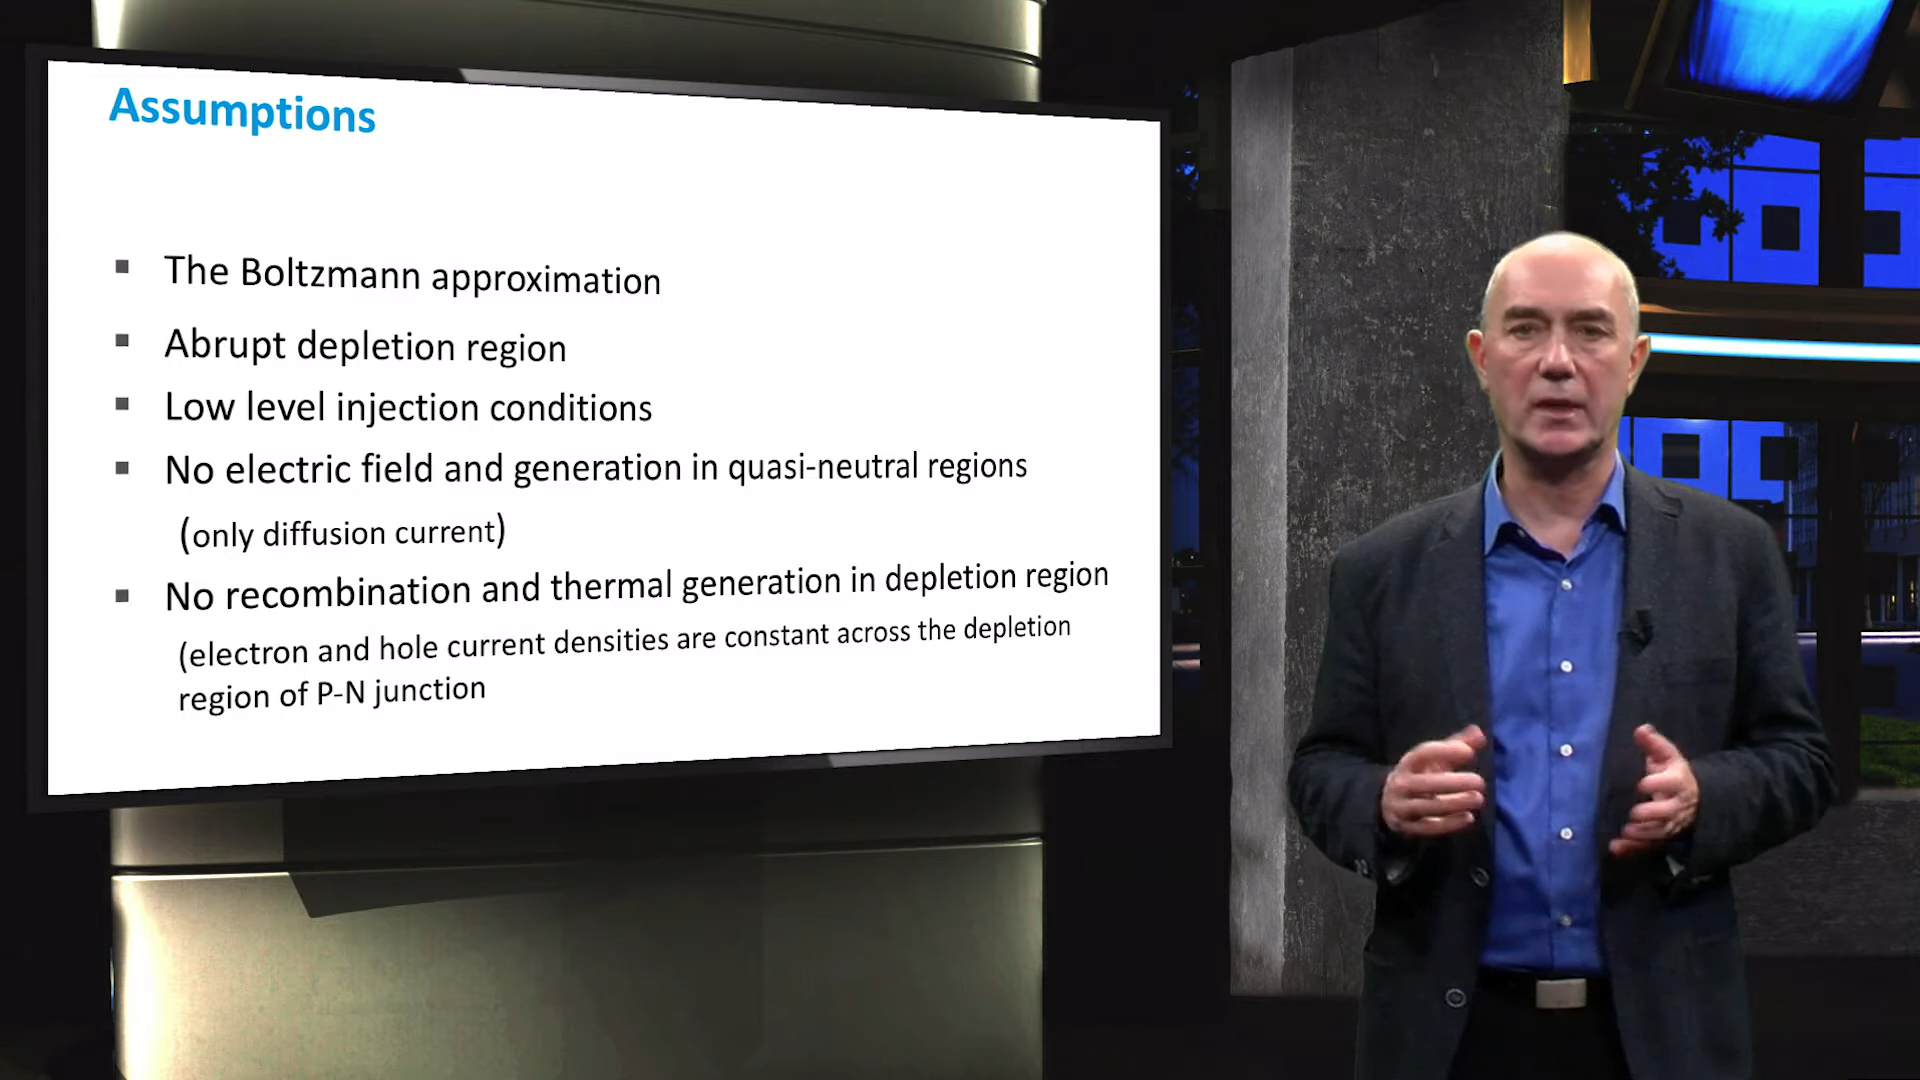 Assumptions
▪ The Boltzmann approximation
▪ Abrupt depletion region
▪ Low level injection conditions
▪ No electric field and generation in quasi-neutral regions
(only diffusion current)
▪ No recombination and thermal generation in depletion region
(electron and hole current densities are constant across the depletion
region of P-N junction